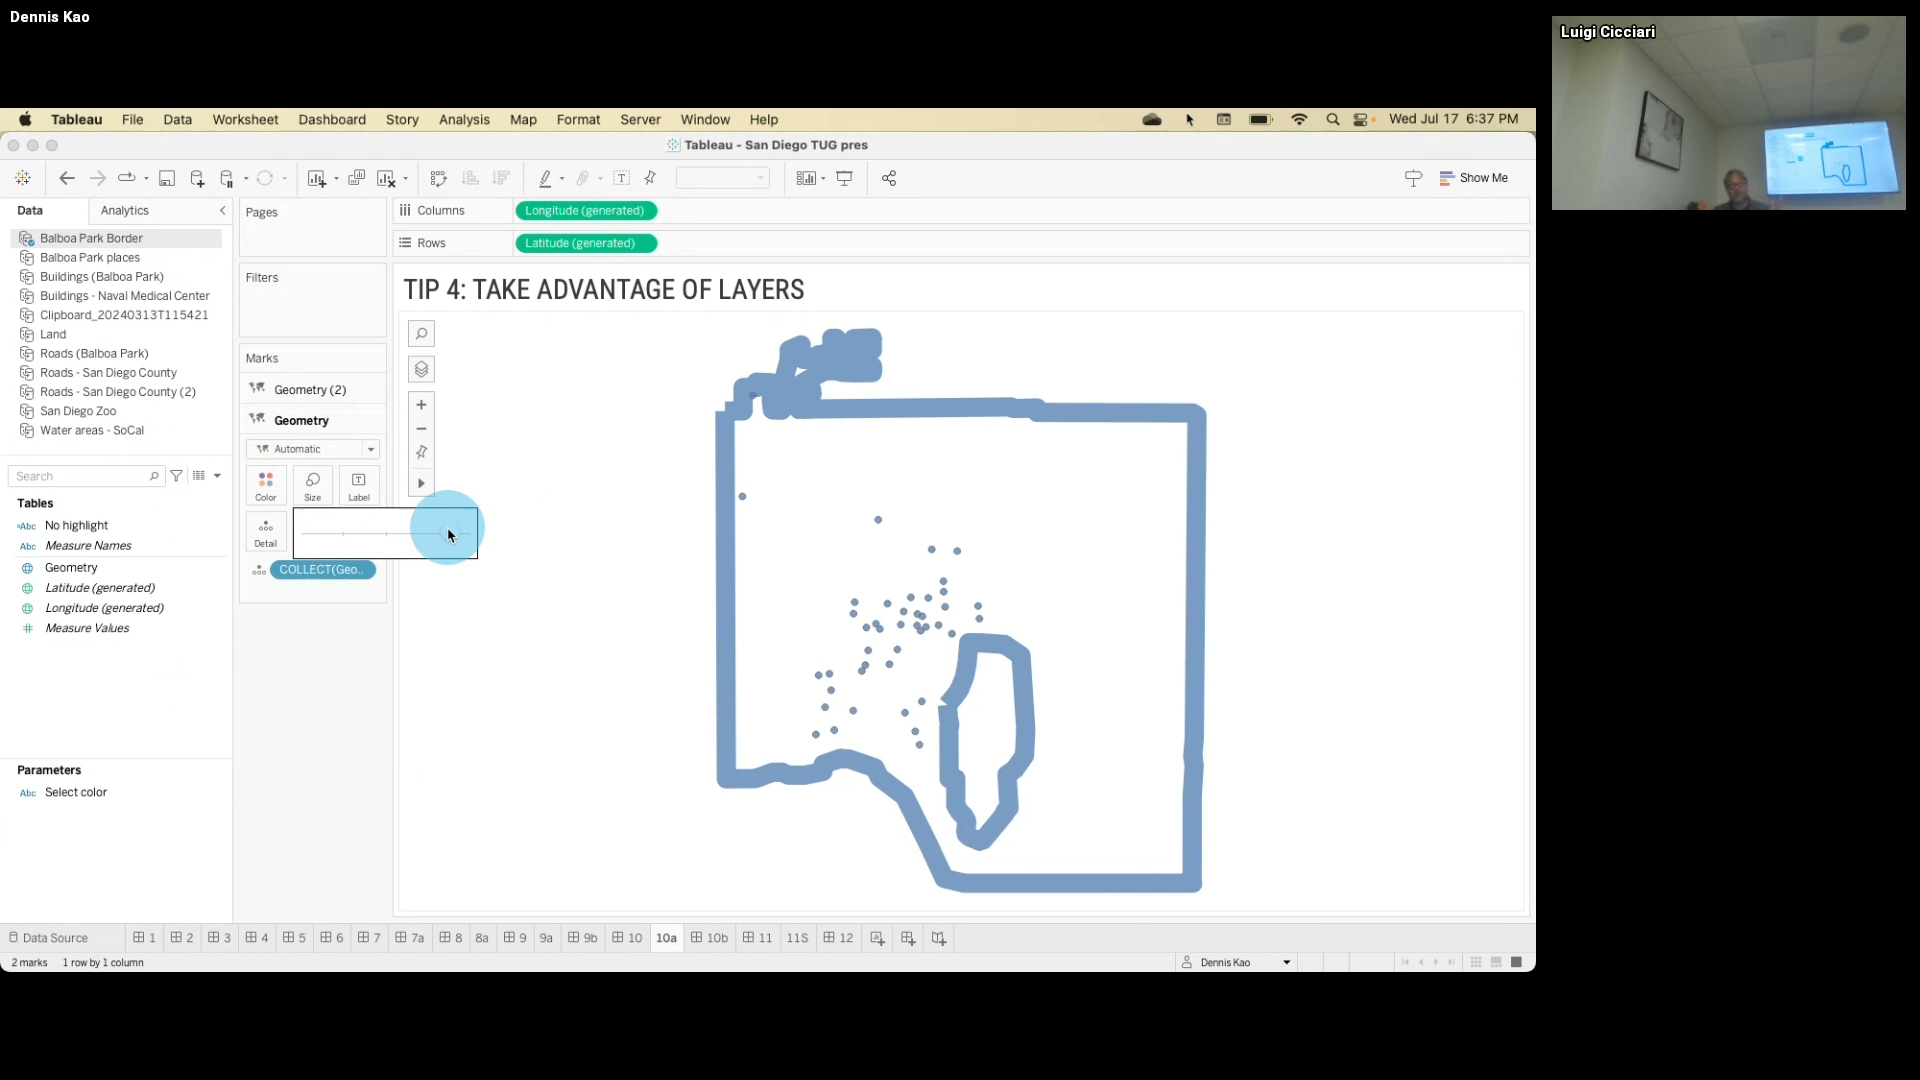 Dennis Kao
Luigi Cicciari
Tableau File Data Worksheet Dashboard Story Analysis Map Format Server Window Help
Wed Jul 17 6:37 PM
Tableau - San Diego TUG pres
Show Me
Data Analytics
Balboa Park Border
Balboa Park places
Buildings (Balboa Park)
Buildings - Naval Medical Center
Clipboard_20240313T115421
Land
Roads (Balboa Park)
Roads - San Diego County
Roads - San Diego County (2)
San Diego Zoo
Water areas - SoCal
Search
Tables
Abc No highlight
Abc Measure Names
Geometry
Latitude (generated)
Longitude (generated)
Measure Values
Parameters
Abc Select color
Pages
Filters
Marks
Geometry (2)
Geometry
Automatic
Color Size Label
Detail
COLLECT(Geo..
Columns Longitude (generated)
Rows Latitude (generated)
TIP 4: TAKE ADVANTAGE OF LAYERS
Data Source 1 2 3 4 5 6 7 7a 8 8a 9 9a 9b 10 10a 10b 11 11S 12
2 marks 1 row by 1 column
Dennis Kao